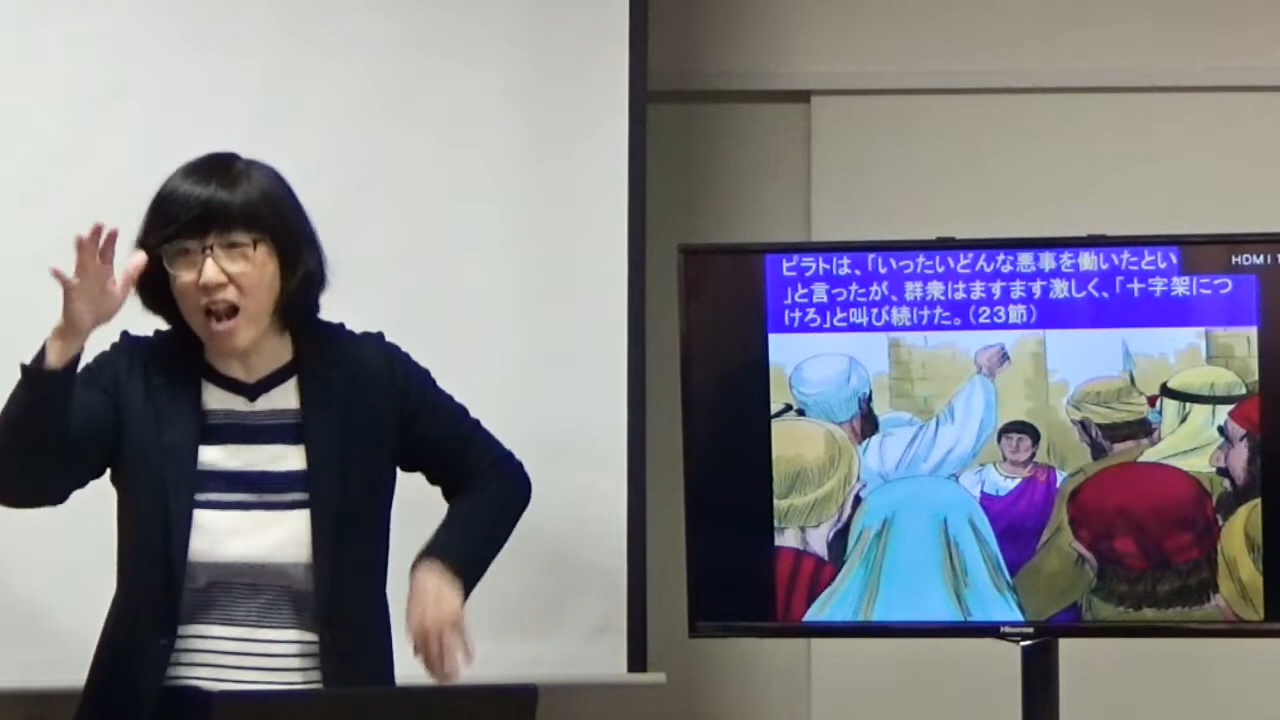 ピラトは、「いったいどんな悪事を働いたとい
」と言ったが、群衆はますます激しく、「十字架につ
けろ」と叫び続けた。(23節)
HDMI 1
Hisense